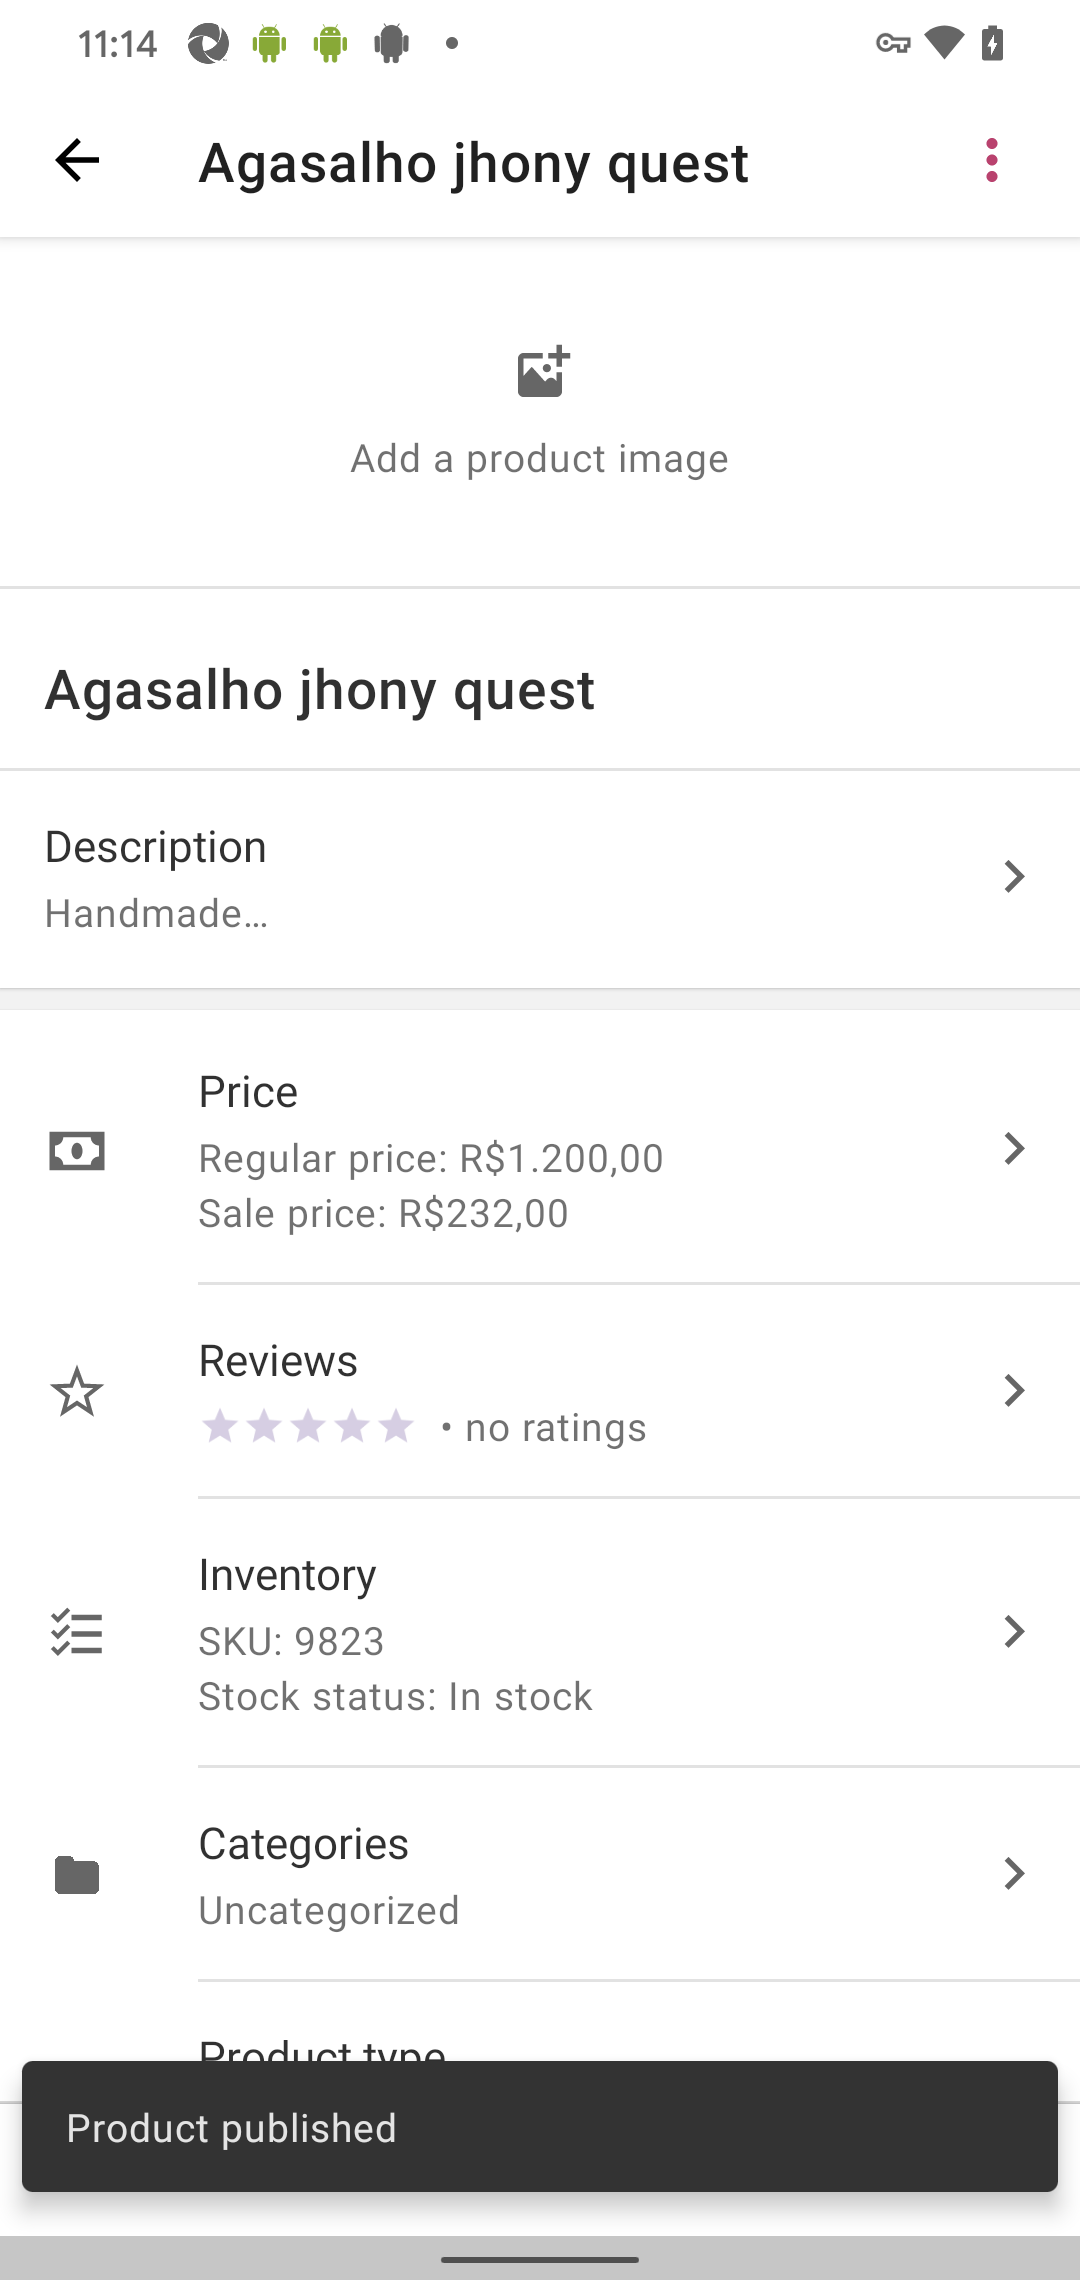 11:14
Agasalho jhony quest
Add a product image
Agasalho jhony quest
Description
Handmade…
Price
Regular price: R$1.200,00
Sale price: R$232,00
Reviews
• no ratings
Inventory
SKU: 9823
Stock status: In stock
Categories
Uncategorized
Product type
Product published